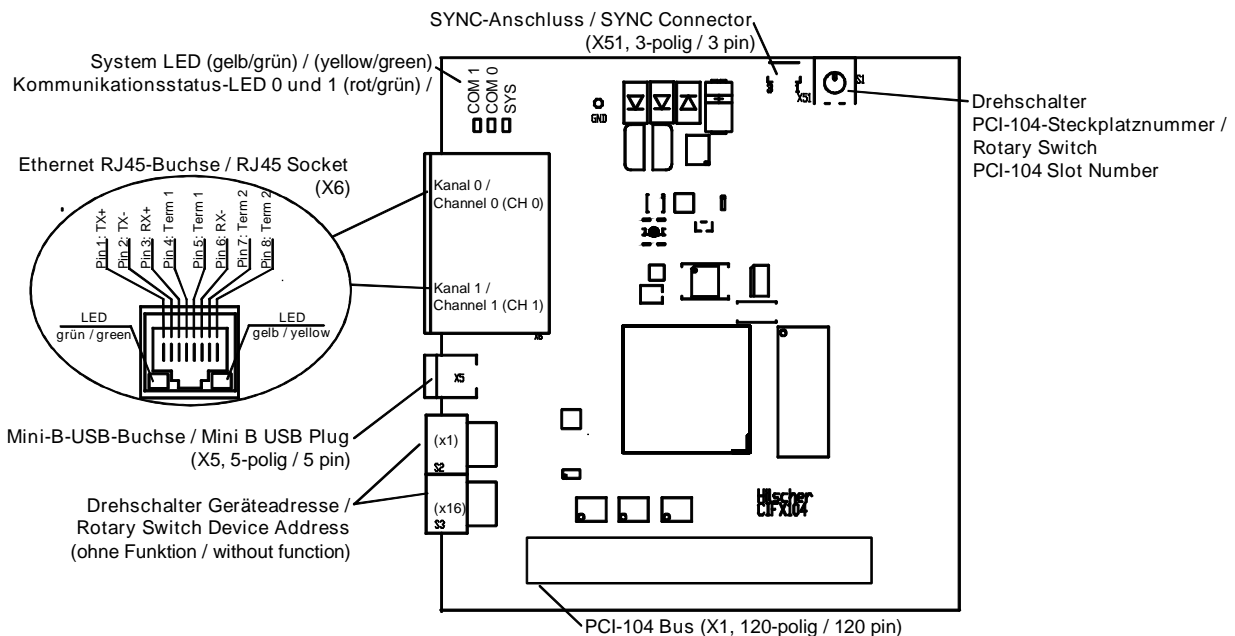 SYNC-Anschluss / SYNC Connector
(X51, 3-polig / 3 pin)
System LED (gelb/grün) / (yellow/green)
Kommunikationsstatus-LED 0 und 1 (rot/grün) /
COM 1
COM 0
SYS
GND
X51
S1
Drehschalter
PCI-104-Steckplatznummer /
Rotary Switch
PCI-104 Slot Number
Ethernet RJ45-Buchse / RJ45 Socket
(X6)
Pin 1: TX+
Pin 2: TX-
Pin 3: RX+
Pin 4: Term 1
Pin 5: Term 1
Pin 6: RX-
Pin 7: Term 2
Pin 8: Term 2
Kanal 0 /
Channel 0 (CH 0)
Kanal 1 /
Channel 1 (CH 1)
LED
grün / green
LED
gelb / yellow
X6
X5
Mini-B-USB-Buchse / Mini B USB Plug
(X5, 5-polig / 5 pin)
(x1)
S2
Drehschalter Geräteadresse /
Rotary Switch Device Address
(ohne Funktion / without function)
(x16)
S3
Hilscher
CIFX104
PCI-104 Bus (X1, 120-polig / 120 pin)